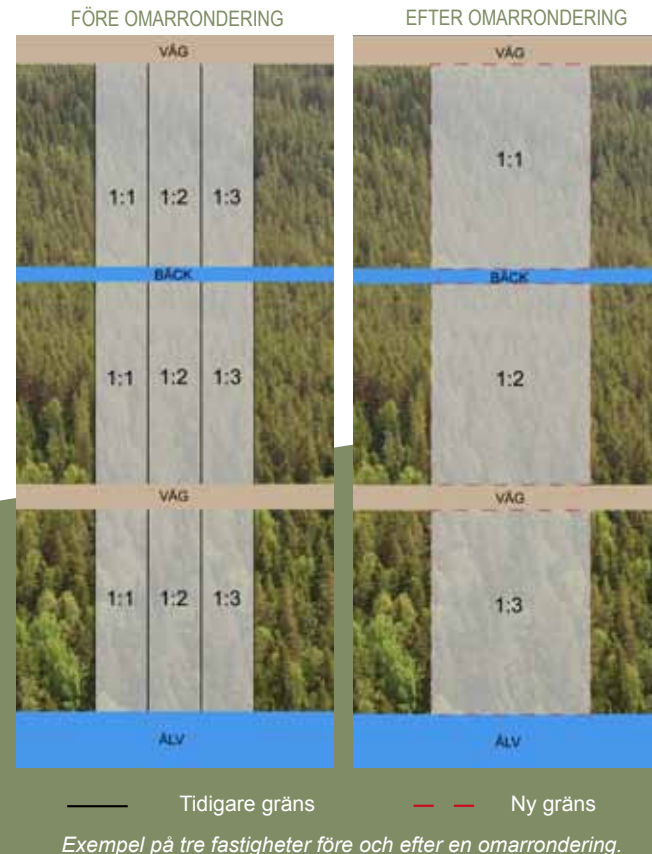 FÖRE OMARRONDERING
VÄG
1:1 1:2 1:3
BÄCK
1:1 1:2 1:3
VÄG
1:1 1:2 1:3
ÄLV
EFTER OMARRONDERING
VÄG
1:1
BÄCK
1:2
VÄG
1:3
ÄLV
Tidigare gräns
Ny gräns
Exempel på tre fastigheter före och efter en omarrondering.